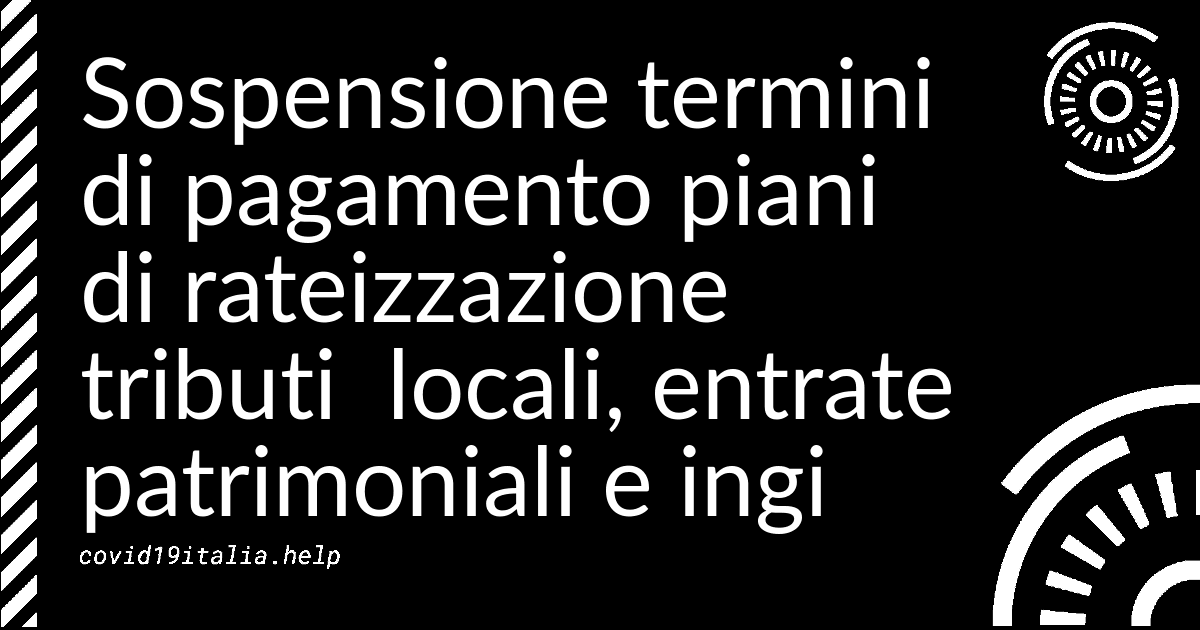 Sospensione termini
di pagamento piani
di rateizzazione
tributi  locali, entrate
patrimoniali e ingi
covid19italia.help